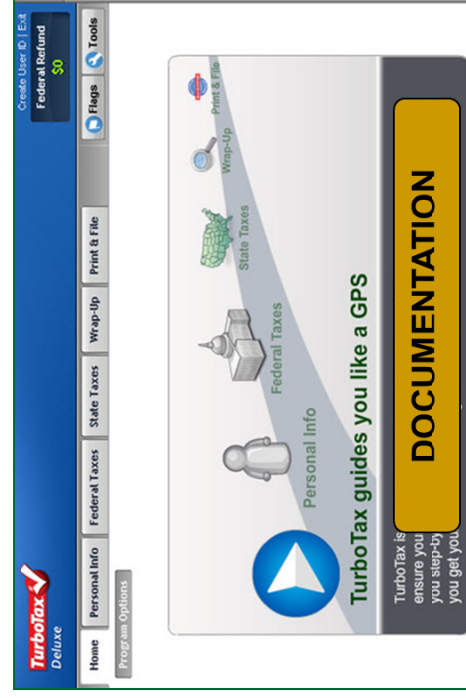 Create User ID | Exit
TurboTax
Deluxe
Federal Refund
$0
Home
Personal Info
Federal Taxes
State Taxes
Wrap-Up
Print & File
Flags
Tools
Program Options
Personal Info
Federal Taxes
State Taxes
Wrap-Up
Print & File
TurboTax guides you like a GPS
TurboTax is
ensure you
you step-by
you get you
DOCUMENTATION